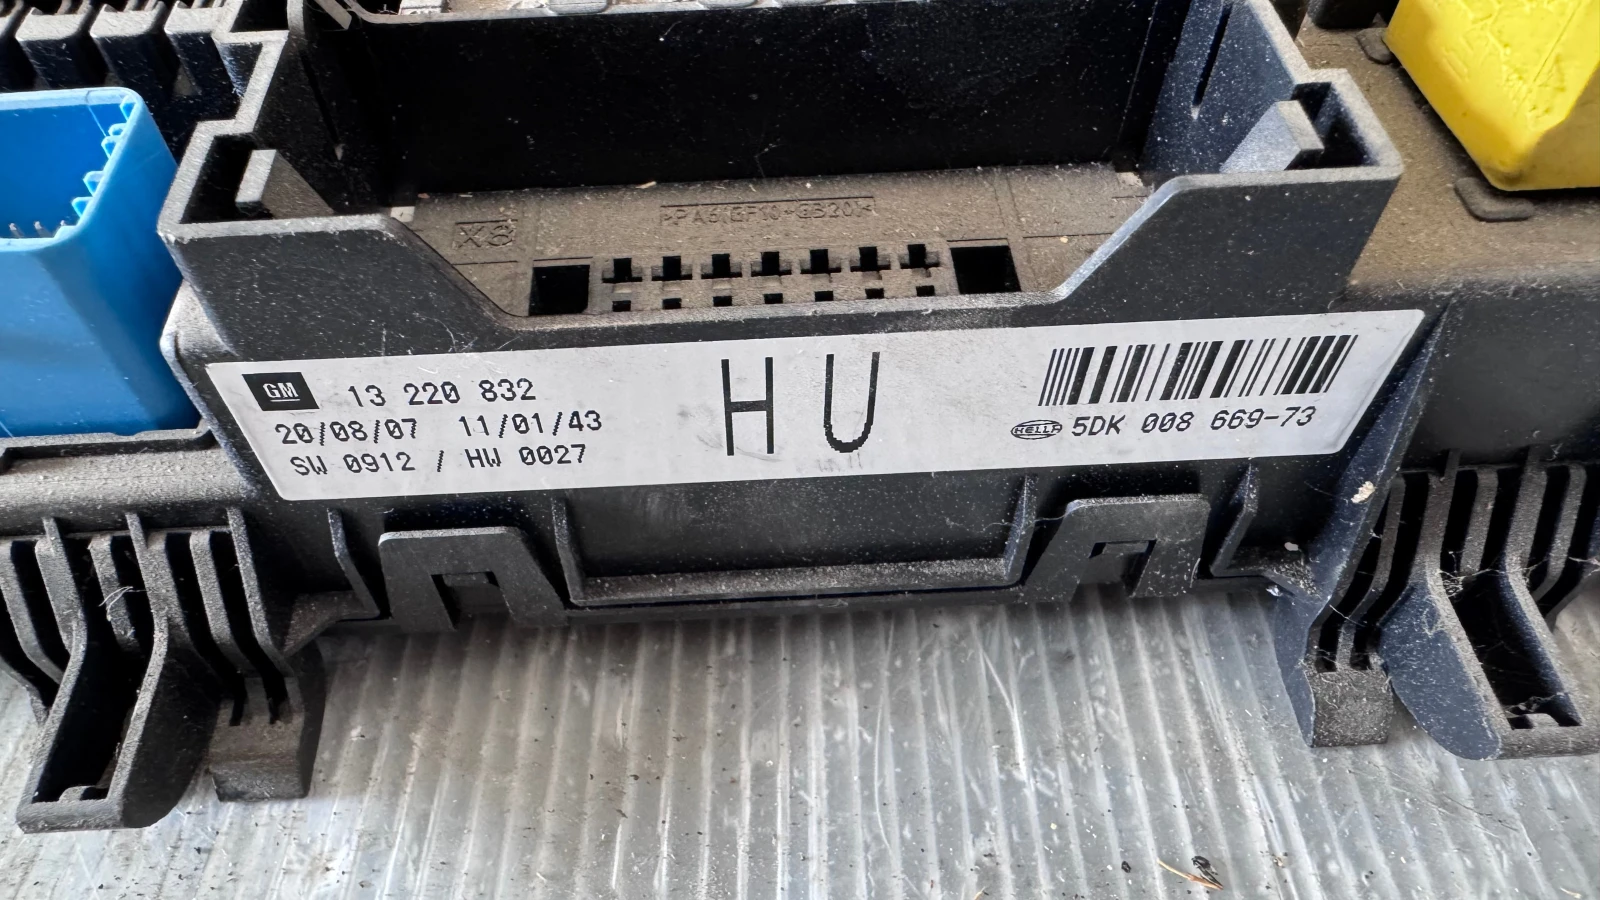 X8
>PA6(GF10+GB20)<
GM 13 220 832
20/08/07 11/01/43
SW 0912 / HW 0027
HU
HELLA 5DK 008 669-73